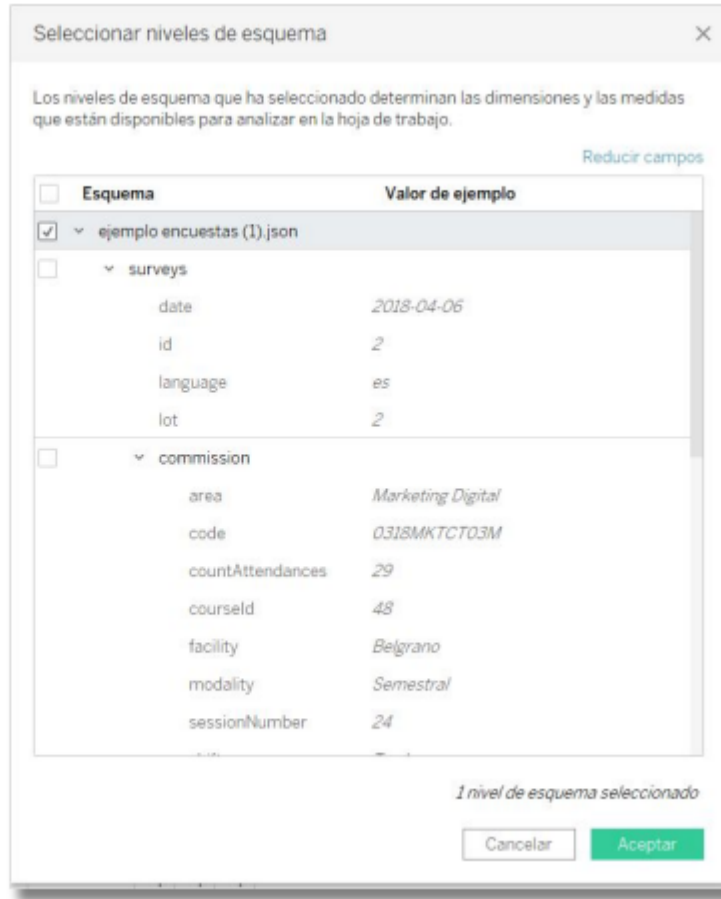 Seleccionar niveles de esquema
Los niveles de esquema que ha seleccionado determinan las dimensiones y las medidas
que están disponibles para analizar en la hoja de trabajo.
Reducir campos
Esquema Valor de ejemplo
ejemplo encuestas (1).json
surveys
date 2018-04-06
id 2
language es
lot 2
commission
area Marketing Digital
code 0318MKTCT03M
countAttendances 29
courseId 48
facility Belgrano
modality Semestral
sessionNumber 24
1 nivel de esquema seleccionado
Cancelar Aceptar